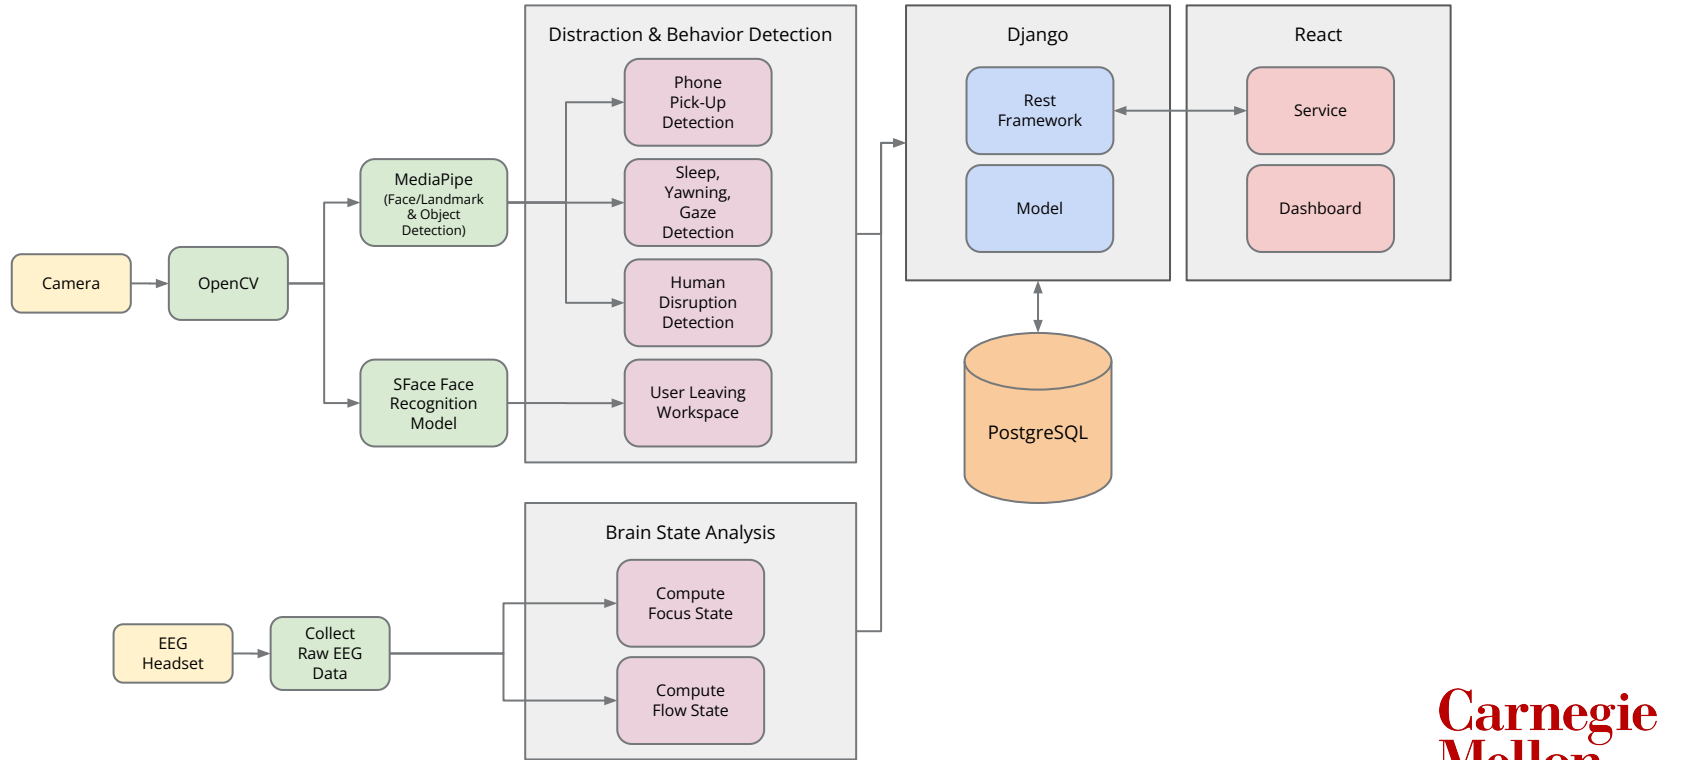 Distraction & Behavior Detection
Phone
Pick-Up
Detection
Sleep,
Yawning,
Gaze
Detection
Human
Disruption
Detection
User Leaving
Workspace
MediaPipe
(Face/Landmark
& Object
Detection)
Camera
OpenCV
SFace Face
Recognition
Model
Django
Rest
Framework
Model
React
Service
Dashboard
PostgreSQL
Brain State Analysis
Compute
Focus State
Compute
Flow State
EEG
Headset
Collect
Raw EEG
Data
Carnegie
Mellon